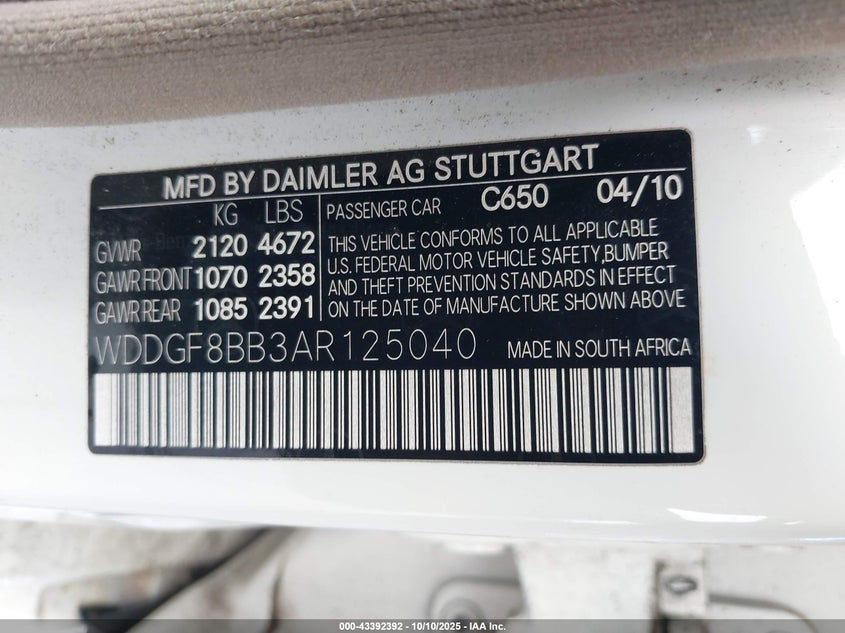 MFD BY DAIMLER AG STUTTGART
KG LBS
GVWR 2120 4672
GAWR FRONT 1070 2358
GAWR REAR 1085 2391
PASSENGER CAR C650 04/10
THIS VEHICLE CONFORMS TO ALL APPLICABLE
U.S. FEDERAL MOTOR VEHICLE SAFETY,BUMPER
AND THEFT PREVENTION STANDARDS IN EFFECT
ON THE DATE OF MANUFACTURE SHOWN ABOVE
WDDGF8BB3AR125040 MADE IN SOUTH AFRICA
000-43392392 - 10/10/2025 - IAA Inc.